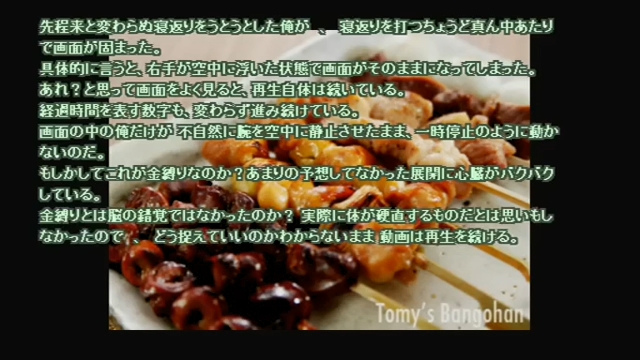 先程来と変わらぬ寝返りをうとうとした俺が 、 寝返りを打つちょうど真ん中あたり
で画面が固まった。
具体的に言うと、右手が空中に浮いた状態で画面がそのままになってしまった。
あれ？と思って画面をよく見ると、再生自体は続いている。
経過時間を表す数字も、変わらず進み続けている。
画面の中の俺だけが 不自然に腕を空中に静止させたまま、一時停止のように動か
ないのだ。
もしかしてこれが金縛りなのか？あまりの予想してなかった展開に心臓がバクバク
している。
金縛りとは脳の錯覚ではなかったのか？ 実際に体が硬直するものだとは思いもし
なかったので 、 どう捉えていいのかわからないまま 動画は再生を続ける。
Tomy's Bangohan